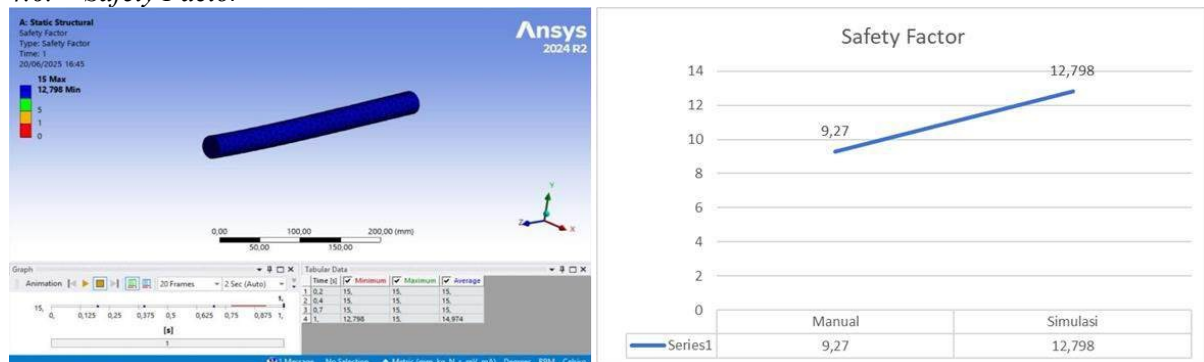 A: Static Structural
Safety Factor
Type: Safety Factor
Time: 1
20/06/2025 16:45
15 Max
12,798 Min
5
1
0
Ansys
2024 R2
Y
Z
X
0,00 100,00 200,00 (mm)
50,00 150,00
Graph
Animation 20 Frames 2 Sec (Auto)
1,
15,
0, 0,125 0,25 0,375 0,5 0,625 0,75 0,875 1,
[s]
1
Tabular Data
Time [s] Minimum Maximum Average
1 0,2 15, 15, 15,
2 0,4 15, 15, 15,
3 0,7 15, 15, 15,
4 1, 12,798 15, 14,974
Safety Factor
14
12
10
8
6
4
2
0
9,27
12,798
Manual Simulasi
Series1 9,27 12,798